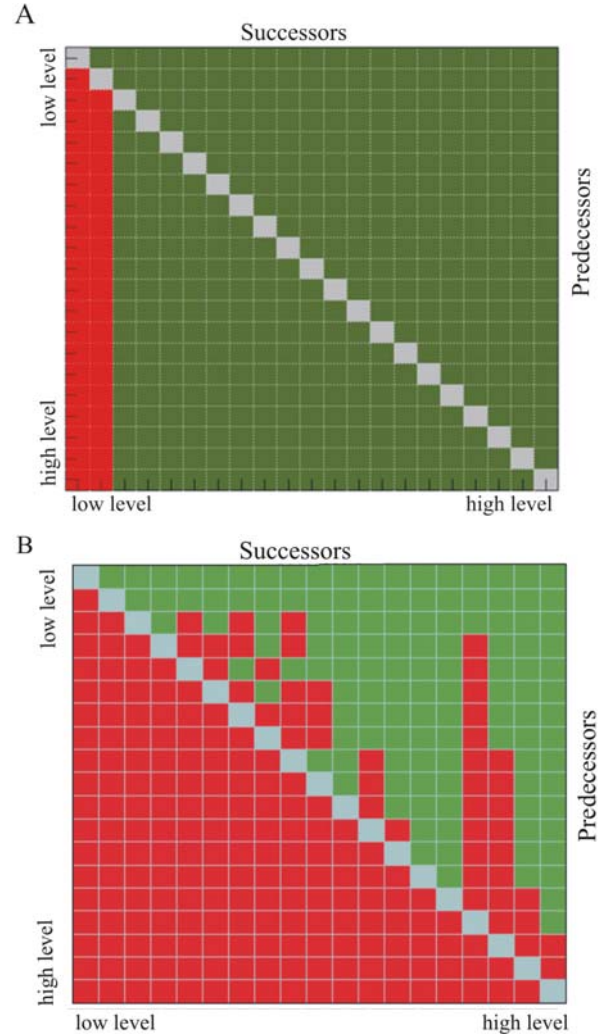 A
Successors
low level
Predecessors
high level
low level
high level
B
Successors
low level
Predecessors
high level
low level
high level